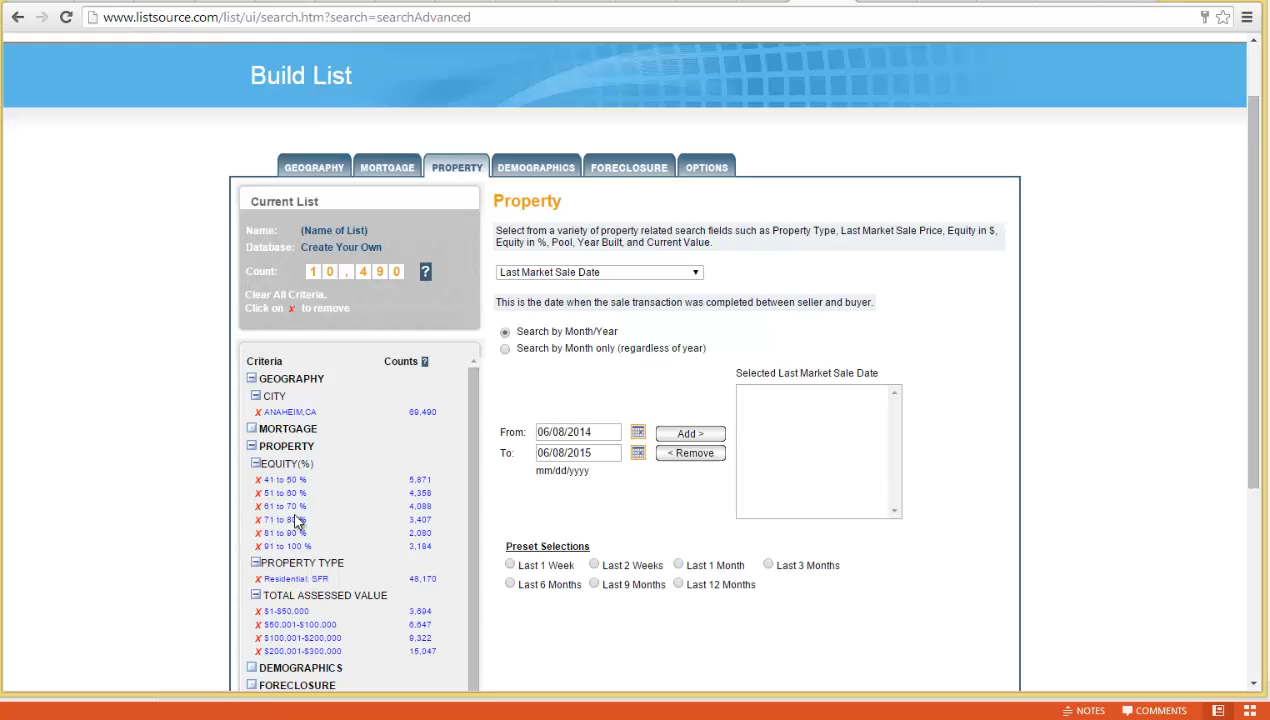 www.listsource.com/list/ui/search.htm?search=searchAdvanced
Build List
GEOGRAPHY MORTGAGE PROPERTY DEMOGRAPHICS FORECLOSURE OPTIONS
Current List
Name: (Name of List)
Database: Create Your Own
Count: 10,490 ?
Clear All Criteria.
Click on x to remove
Criteria Counts ?
GEOGRAPHY
CITY
x ANAHEIM,CA 69,490
MORTGAGE
PROPERTY
EQUITY(%)
x 41 to 50 % 5,871
x 51 to 60 % 4,358
x 61 to 70 % 4,088
x 71 to 80 % 3,407
x 81 to 90 % 2,080
x 91 to 100 % 3,184
PROPERTY TYPE
x Residential: SFR 48,170
TOTAL ASSESSED VALUE
x $1-$50,000 3,694
x $50,001-$100,000 6,647
x $100,001-$200,000 9,322
x $200,001-$300,000 15,047
DEMOGRAPHICS
FORECLOSURE
Property
Select from a variety of property related search fields such as Property Type, Last Market Sale Price, Equity in $,
Equity in %, Pool, Year Built, and Current Value.
Last Market Sale Date
This is the date when the sale transaction was completed between seller and buyer.
Search by Month/Year
Search by Month only (regardless of year)
Selected Last Market Sale Date
From: 06/08/2014 Add >
To: 06/08/2015 < Remove
mm/dd/yyyy
Preset Selections
Last 1 Week Last 2 Weeks Last 1 Month Last 3 Months
Last 6 Months Last 9 Months Last 12 Months
NOTES COMMENTS